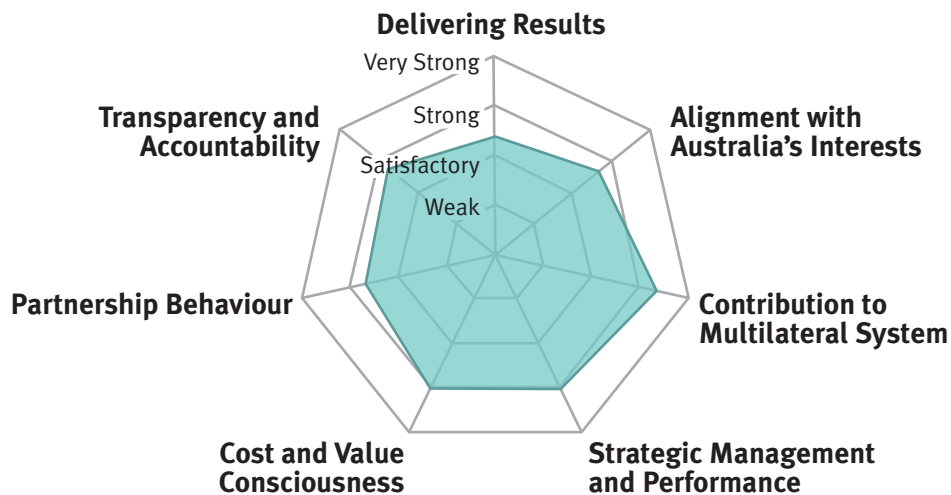 Delivering Results
Very Strong
Strong
Satisfactory
Weak
Transparency and
Accountability
Alignment with
Australia’s Interests
Partnership Behaviour
Contribution to
Multilateral System
Cost and Value
Consciousness
Strategic Management
and Performance